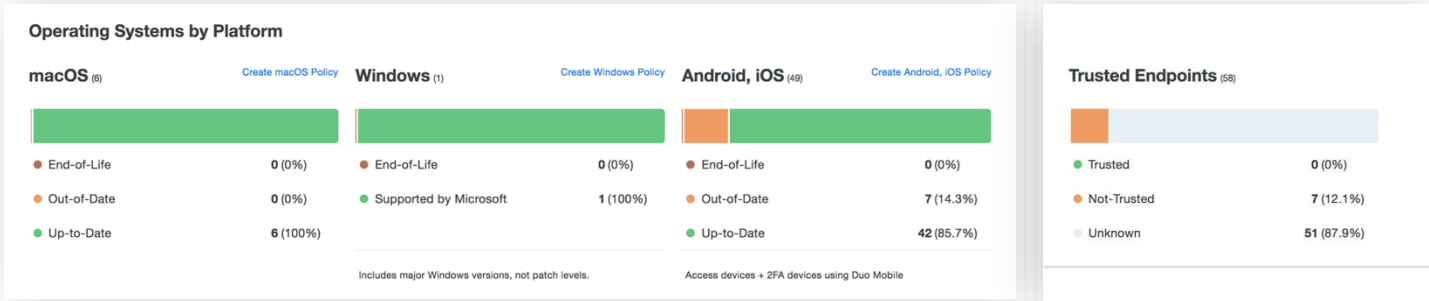 Operating Systems by Platform
macOS (6) Create macOS Policy
End-of-Life 0 (0%)
Out-of-Date 0 (0%)
Up-to-Date 6 (100%)
Windows (1) Create Windows Policy
End-of-Life 0 (0%)
Supported by Microsoft 1 (100%)
Includes major Windows versions, not patch levels.
Android, iOS (49) Create Android, iOS Policy
End-of-Life 0 (0%)
Out-of-Date 7 (14.3%)
Up-to-Date 42 (85.7%)
Access devices + 2FA devices using Duo Mobile
Trusted Endpoints (58)
Trusted 0 (0%)
Not-Trusted 7 (12.1%)
Unknown 51 (87.9%)